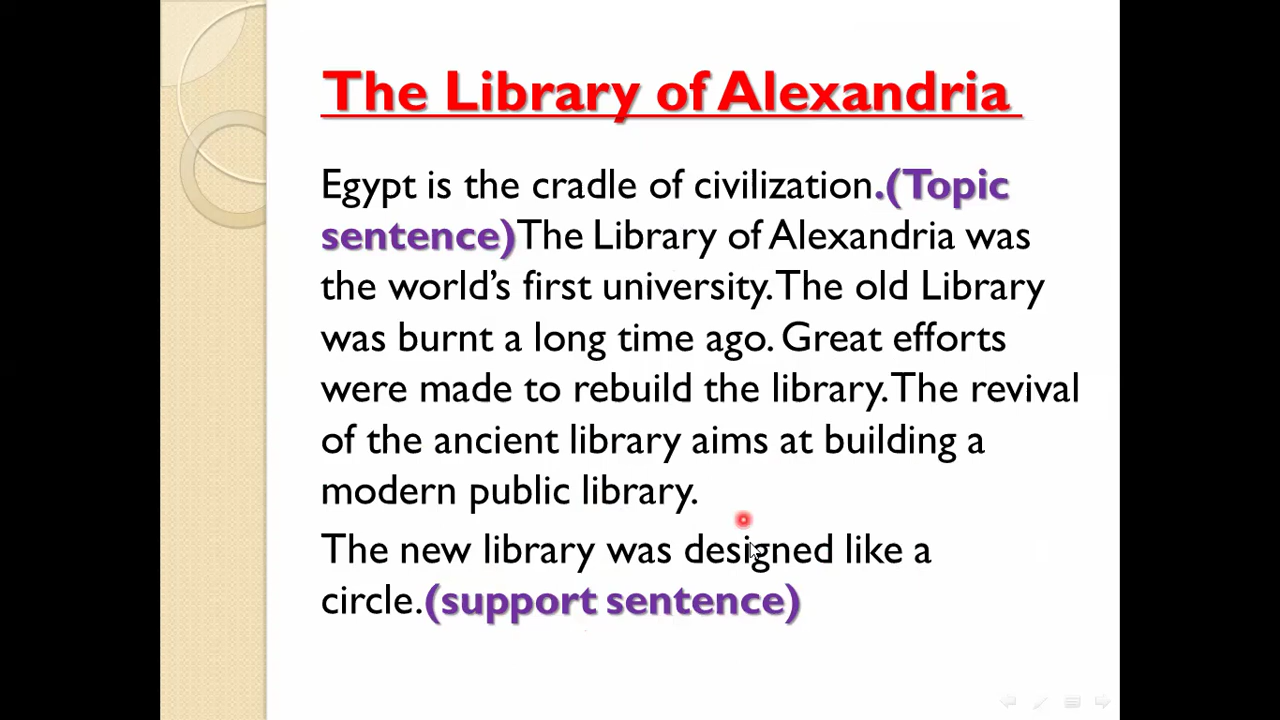 The Library of Alexandria
Egypt is the cradle of civilization.(Topic
sentence)The Library of Alexandria was
the world’s first university.The old Library
was burnt a long time ago. Great efforts
were made to rebuild the library.The revival
of the ancient library aims at building a
modern public library.
The new library was designed like a
circle.(support sentence)